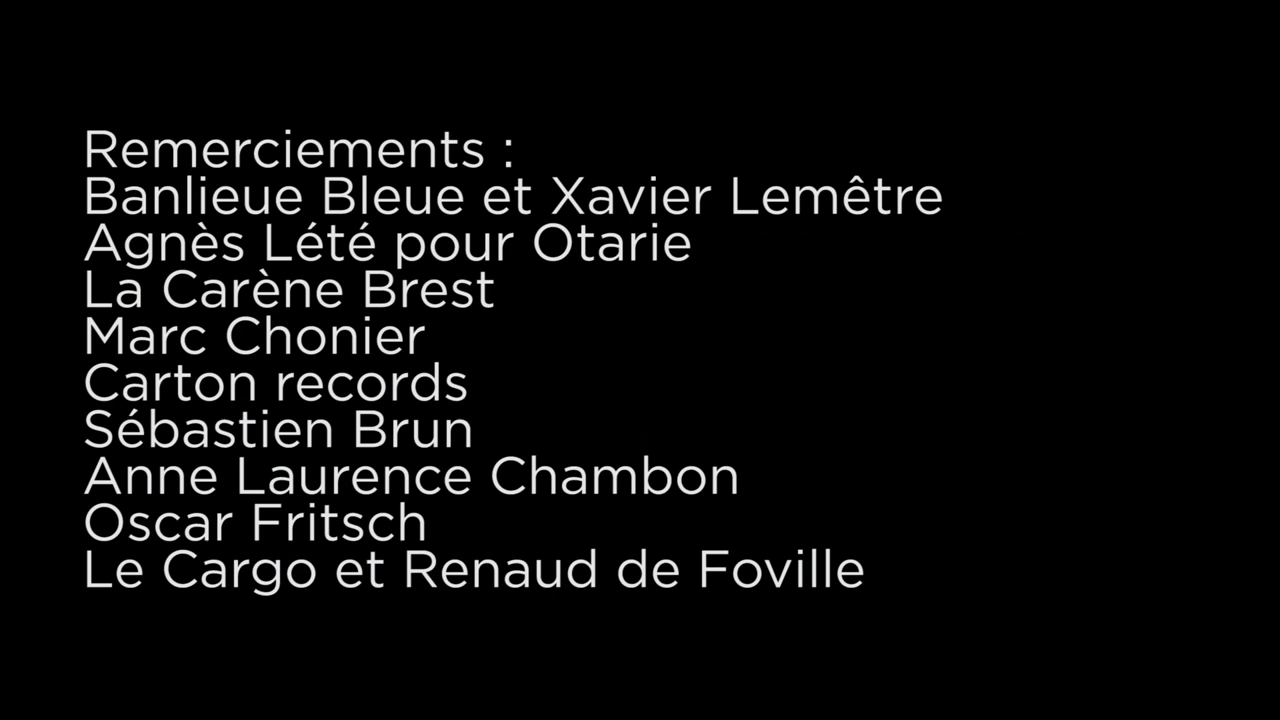 Remerciements :
Banlieue Bleue et Xavier Lemêtre
Agnès Lété pour Otarie
La Carène Brest
Marc Chonier
Carton records
Sébastien Brun
Anne Laurence Chambon
Oscar Fritsch
Le Cargo et Renaud de Foville